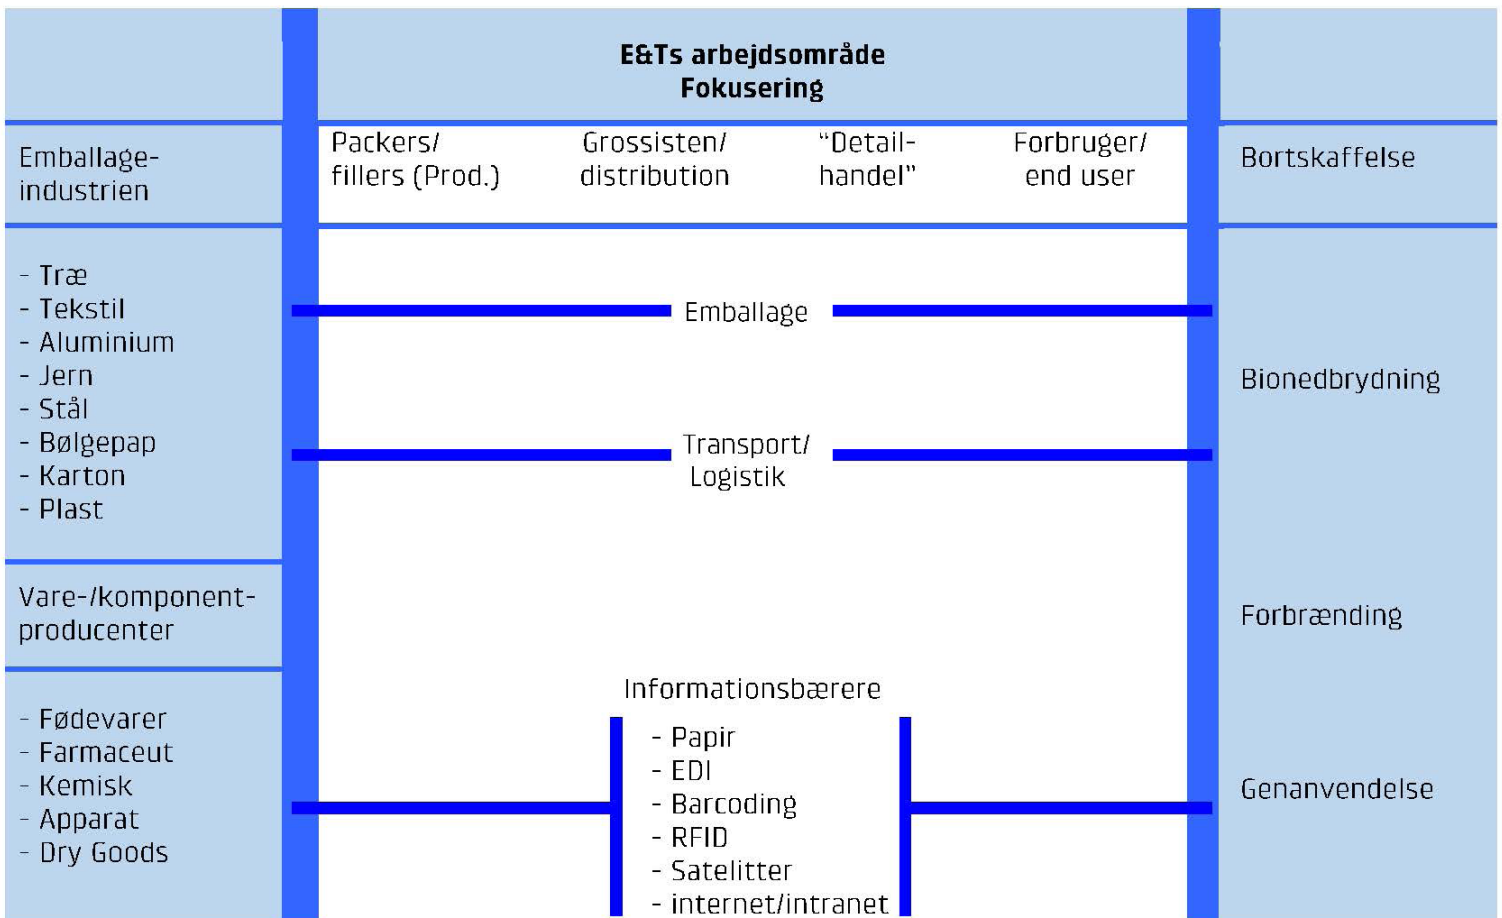 E&Ts arbejdsområde
Fokusering
Emballage-
industrien
Packers/
fillers (Prod.)
Grossisten/
distribution
“Detail-
handel”
Forbruger/
end user
Bortskaffelse
- Træ
- Tekstil
- Aluminium
- Jern
- Stål
- Bølgepap
- Karton
- Plast
Emballage
Transport/
Logistik
Bionedbrydning
Vare-/komponent-
producenter
Forbrænding
- Fødevarer
- Farmaceut
- Kemisk
- Apparat
- Dry Goods
Informationsbærere
- Papir
- EDI
- Barcoding
- RFID
- Satelitter
- internet/intranet
Genanvendelse